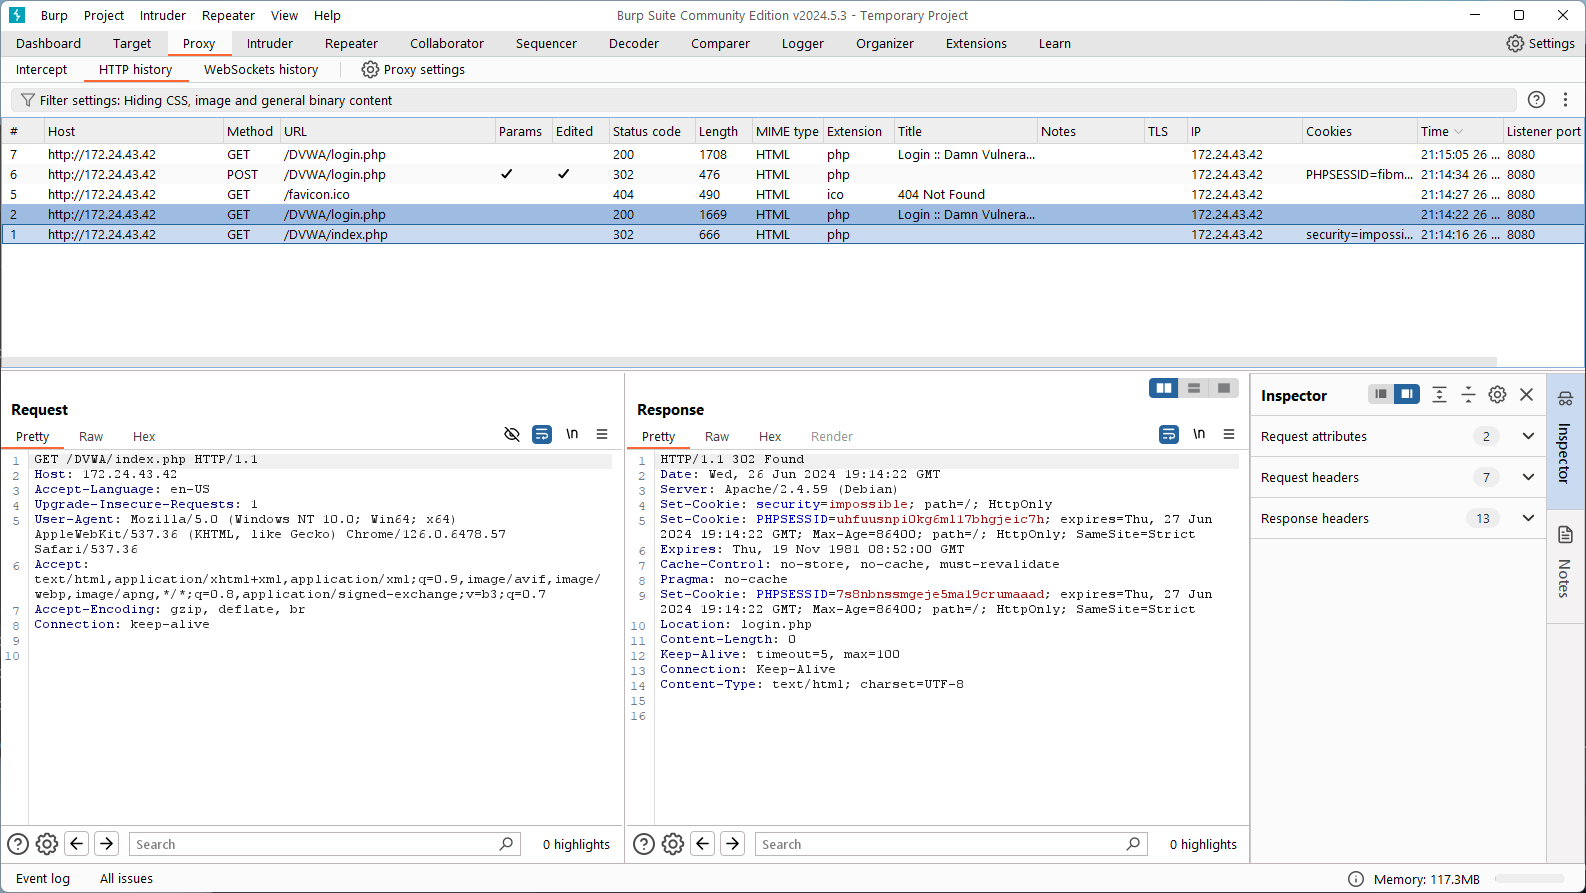 Burp Project Intruder Repeater View Help Burp Suite Community Edition v2024.5.3 - Temporary Project
Dashboard Target Proxy Intruder Repeater Collaborator Sequencer Decoder Comparer Logger Organizer Extensions Learn Settings
Intercept HTTP history WebSockets history Proxy settings
Filter settings: Hiding CSS, image and general binary content
# Host Method URL Params Edited Status code Length MIME type Extension Title Notes TLS IP Cookies Time Listener port
7 http://172.24.43.42 GET /DVWA/login.php 200 1708 HTML php Login :: Damn Vulnera... 172.24.43.42 21:15:05 26 ... 8080
6 http://172.24.43.42 POST /DVWA/login.php ✓ ✓ 302 476 HTML php 172.24.43.42 PHPSESSID=fibm... 21:14:34 26 ... 8080
5 http://172.24.43.42 GET /favicon.ico 404 490 HTML ico 404 Not Found 172.24.43.42 21:14:27 26 ... 8080
2 http://172.24.43.42 GET /DVWA/login.php 200 1669 HTML php Login :: Damn Vulnera... 172.24.43.42 21:14:22 26 ... 8080
1 http://172.24.43.42 GET /DVWA/index.php 302 666 HTML php 172.24.43.42 security=impossi... 21:14:16 26 ... 8080
Request
Pretty Raw Hex \n
1 GET /DVWA/index.php HTTP/1.1
2 Host: 172.24.43.42
3 Accept-Language: en-US
4 Upgrade-Insecure-Requests: 1
5 User-Agent: Mozilla/5.0 (Windows NT 10.0; Win64; x64)
AppleWebKit/537.36 (KHTML, like Gecko) Chrome/126.0.6478.57
Safari/537.36
6 Accept:
text/html,application/xhtml+xml,application/xml;q=0.9,image/avif,image/
webp,image/apng,*/*;q=0.8,application/signed-exchange;v=b3;q=0.7
7 Accept-Encoding: gzip, deflate, br
8 Connection: keep-alive
9
10
Search 0 highlights
Response
Pretty Raw Hex Render \n
1 HTTP/1.1 302 Found
2 Date: Wed, 26 Jun 2024 19:14:22 GMT
3 Server: Apache/2.4.59 (Debian)
4 Set-Cookie: security=impossible; path=/; HttpOnly
5 Set-Cookie: PHPSESSID=uhfuusnpi0kg6ml17bhgjeic7h; expires=Thu, 27 Jun
2024 19:14:22 GMT; Max-Age=86400; path=/; HttpOnly; SameSite=Strict
6 Expires: Thu, 19 Nov 1981 08:52:00 GMT
7 Cache-Control: no-store, no-cache, must-revalidate
8 Pragma: no-cache
9 Set-Cookie: PHPSESSID=7s8nbnssmgeje5ma19crumaaad; expires=Thu, 27 Jun
2024 19:14:22 GMT; Max-Age=86400; path=/; HttpOnly; SameSite=Strict
10 Location: login.php
11 Content-Length: 0
12 Keep-Alive: timeout=5, max=100
13 Connection: Keep-Alive
14 Content-Type: text/html; charset=UTF-8
15
16
Search 0 highlights
Inspector
Request attributes 2
Request headers 7
Response headers 13
Inspector
Notes
Event log All issues Memory: 117.3MB